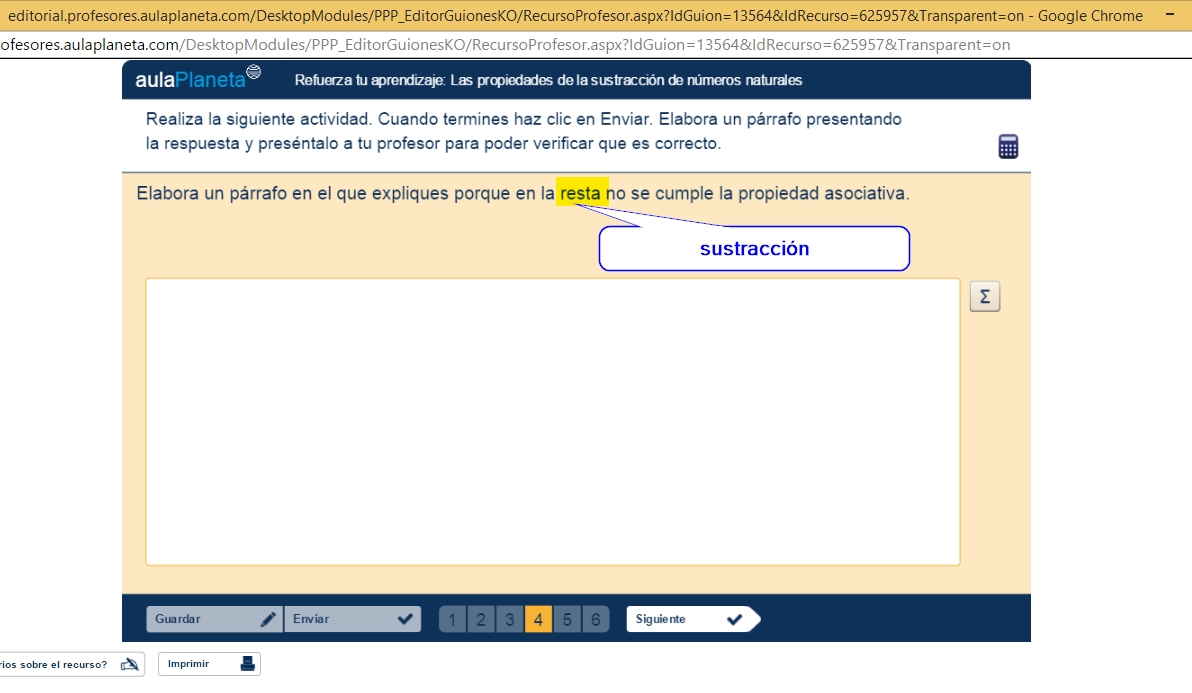 editorial.profesores.aulaplaneta.com/DesktopModules/PPP_EditorGuionesKO/RecursoProfesor.aspx?IdGuion=13564&IdRecurso=625957&Transparent=on - Google Chrome
ofesores.aulaplaneta.com/DesktopModules/PPP_EditorGuionesKO/RecursoProfesor.aspx?IdGuion=13564&IdRecurso=625957&Transparent=on
aulaPlaneta Refuerza tu aprendizaje: Las propiedades de la sustracción de números naturales
Realiza la siguiente actividad. Cuando termines haz clic en Enviar. Elabora un párrafo presentando
la respuesta y preséntalo a tu profesor para poder verificar que es correcto.
Elabora un párrafo en el que expliques porque en la resta no se cumple la propiedad asociativa.
sustracción
Σ
Guardar Enviar 1 2 3 4 5 6 Siguiente
rios sobre el recurso? Imprimir